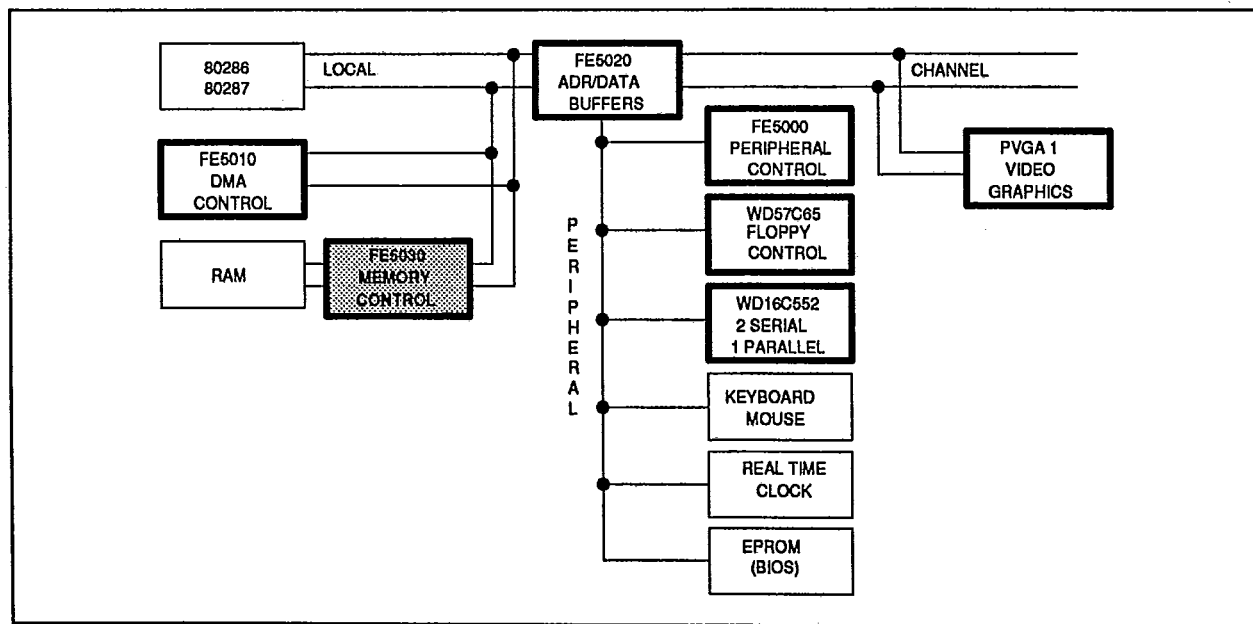 80286
80287
LOCAL
FE5020
ADR/DATA
BUFFERS
CHANNEL
FE5010
DMA
CONTROL
FE5000
PERIPHERAL
CONTROL
PVGA 1
VIDEO
GRAPHICS
RAM
FE5030
MEMORY
CONTROL
PERIPHERAL
WD57C65
FLOPPY
CONTROL
WD16C552
2 SERIAL
1 PARALLEL
KEYBOARD
MOUSE
REAL TIME
CLOCK
EPROM
(BIOS)